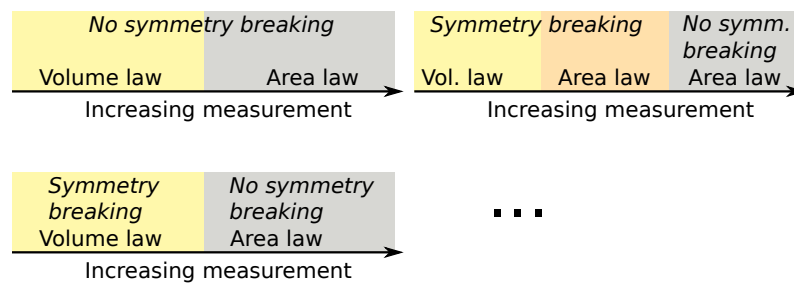 No symmetry breaking
Volume law Area law
Increasing measurement
Symmetry breaking No symm.
breaking
Vol. law Area law Area law
Increasing measurement
Symmetry No symmetry
breaking breaking
Volume law Area law
Increasing measurement
...